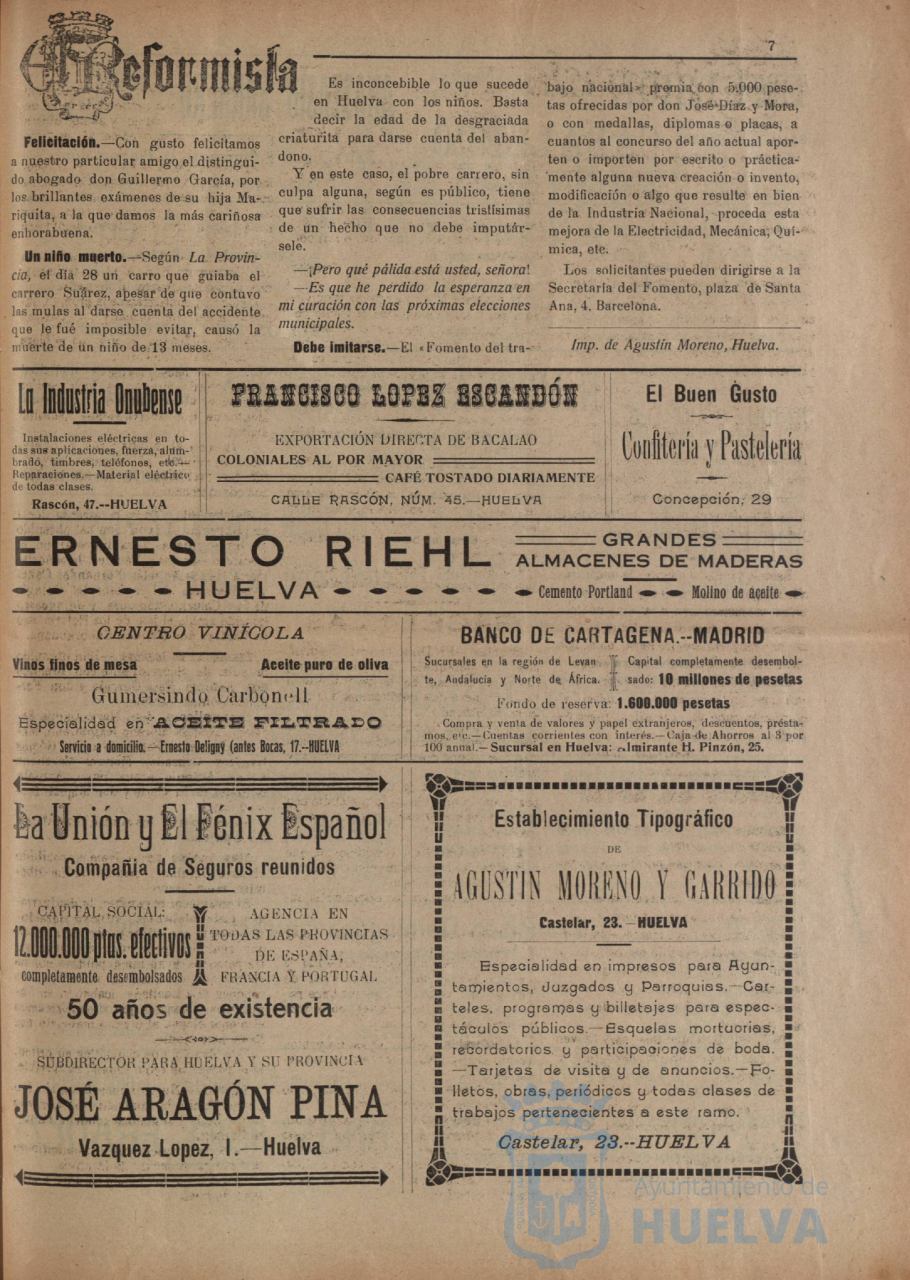 7
El Reformista
Felicitación.—Con gusto felicitamos
a nuestro particular amigo el distingui-
do abogado don Guillermo García, por
los brillantes exámenes de su hija Ma-
riquita, a la que damos la más cariñosa
enhorabuena.
Un niño muerto.—Según La Provin-
cia, el día 28 un carro que guiaba el
carrero Suárez, apesar de que contuvo
las mulas al darse cuenta del accidente
que le fué imposible evitar, causó la
muerte de un niño de 13 meses.
Es inconcebible lo que sucede
en Huelva con los niños. Basta
decir la edad de la desgraciada
criaturita para darse cuenta del aban-
dono.
Y en este caso, el pobre carrero, sin
culpa alguna, según es público, tiene
que sufrir las consecuencias tristísimas
de un hecho que no debe imputár-
sele.
—¡Pero qué pálida está usted, señora!
—Es que he perdido la esperanza en
mi curación con las próximas elecciones
municipales.
Debe imitarse.—El «Fomento del tra-
bajo nacional» premia con 5.000 pese-
tas ofrecidas por don José Díaz y Mora,
o con medallas, diplomas o placas, a
cuantos al concurso del año actual apor-
ten o importen por escrito o práctica-
mente alguna nueva creación o invento,
modificación o algo que resulte en bien
de la Industria Nacional, proceda esta
mejora de la Electricidad, Mecánica, Quí-
mica, etc.
Los solicitantes pueden dirigirse a la
Secretaría del Fomento, plaza de Santa
Ana, 4, Barcelona.
Imp. de Agustín Moreno, Huelva.
La Industria Onubense
Instalaciones eléctricas en to-
das sus aplicaciones, fuerza, alum-
brado, timbres, teléfonos, etc.—
Reparaciones.—Material eléctrico
de todas clases.
Rascón, 47.--HUELVA
FRANCISCO LOPEZ ESCANDÓN
EXPORTACIÓN DIRECTA DE BACALAO
COLONIALES AL POR MAYOR
CAFÉ TOSTADO DIARIAMENTE
CALLE RASCÓN, NÚM. 45.—HUELVA
El Buen Gusto
Confitería y Pastelería
Concepción, 29
ERNESTO RIEHL
HUELVA
GRANDES
ALMACENES DE MADERAS
Cemento Portland
Molino de aceite
CENTRO VINÍCOLA
Vinos finos de mesa
Aceite puro de oliva
Gumersindo Carbonell
Especialidad en ACEITE FILTRADO
Servicio a domicilio.—Ernesto Deligny (antes Bocas, 17.--HUELVA
BANCO DE CARTAGENA.--MADRID
Sucursales en la región de Levan
te, Andalucía y Norte de África.
Capital completamente desembol-
sado: 10 millones de pesetas
Fondo de reserva: 1.600.000 pesetas
Compra y venta de valores y papel extranjeros, descuentos, présta-
mos, etc.—Cuentas corrientes con interés.—Caja de Ahorros al 3 por
100 annal.—Sucursal en Huelva: Almirante H. Pinzón, 25.
La Unión y El Fénix Español
Compañia de Seguros reunidos
CAPITAL SOCIAL:
12.000.000 ptas. efectivos
completamente desembolsados
AGENCIA EN
TODAS LAS PROVINCIAS
DE ESPAÑA,
FRANCIA Y PORTUGAL
50 años de existencia
SUBDIRECTOR PARA HUELVA Y SU PROVINCIA
JOSÉ ARAGÓN PINA
Vazquez Lopez, 1.—Huelva
Establecimiento Tipográfico
DE
AGUSTIN MORENO Y GARRIDO
Castelar, 23.—HUELVA
Especialidad en impresos para Ayun-
tamientos, Juzgados y Parroquias.—Car-
teles, programas y billetajes para espec-
táculos públicos.—Esquelas mortuorias,
recordatorios y participaciones de boda.
—Tarjetas de visita y de anuncios.—Fo-
lletos, obras, periódicos y todas clases de
trabajos pertenecientes a este ramo.
Castelar, 23.--HUELVA
Ayuntamiento de
HUELVA